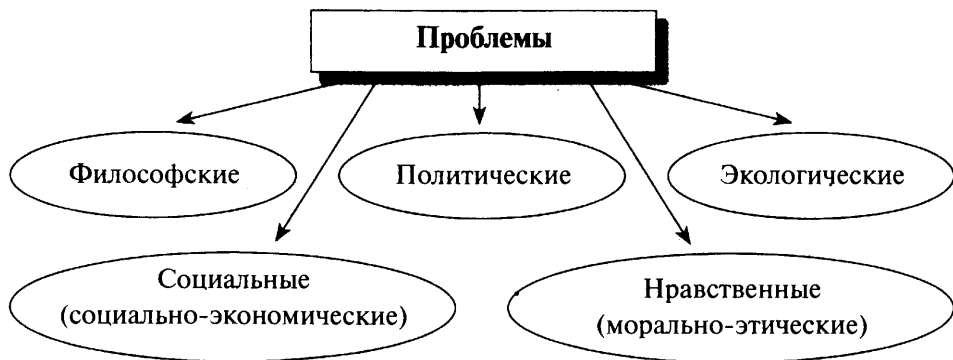 Проблемы
Философские
Политические
Экологические
Социальные
(социально-экономические)
Нравственные
(морально-этические)